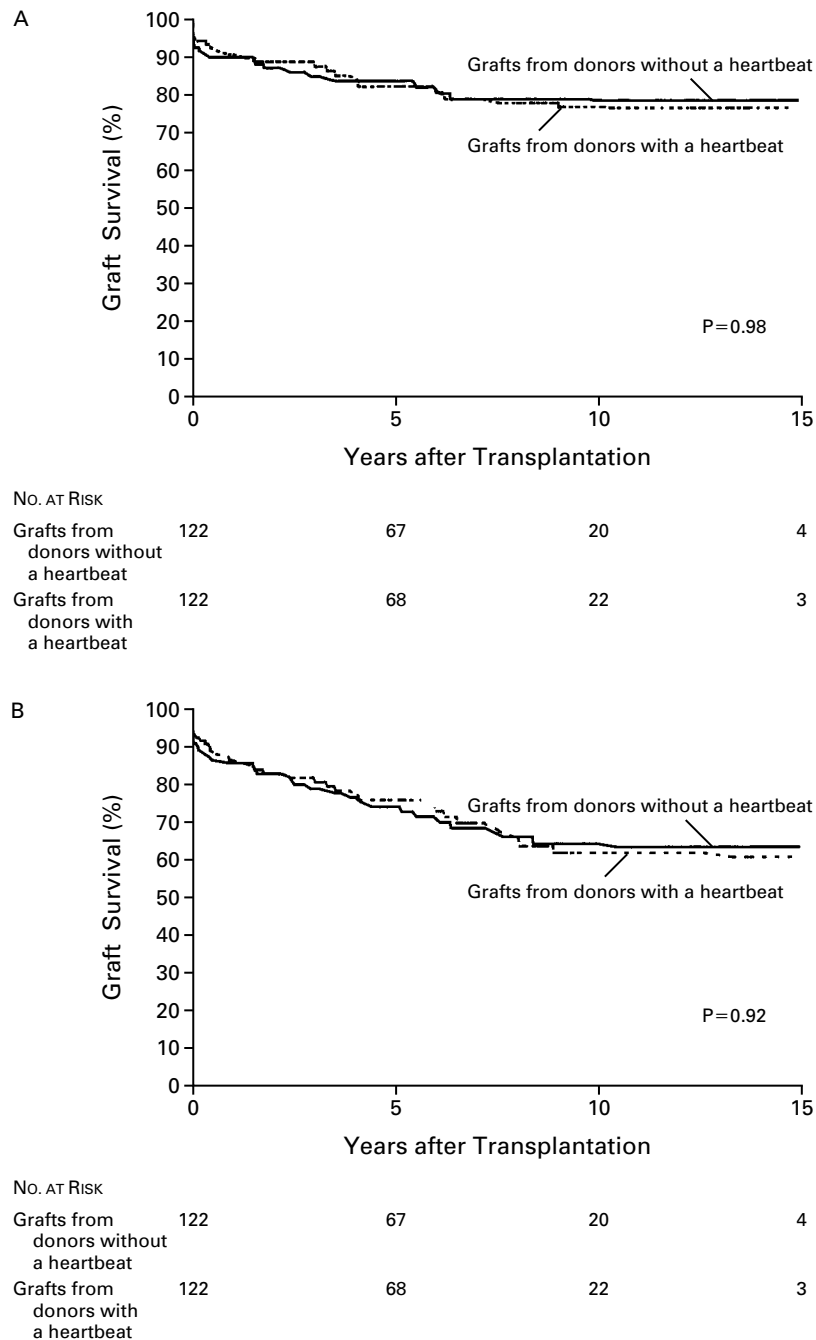 A
100
90
80
70
60
50
40
30
20
10
0
Graft Survival (%)
Grafts from donors without a heartbeat
Grafts from donors with a heartbeat
P=0.98
0 5 10 15
Years after Transplantation
NO. AT RISK
Grafts from 122 67 20 4
donors without
a heartbeat
Grafts from 122 68 22 3
donors with
a heartbeat
B
100
90
80
70
60
50
40
30
20
10
0
Graft Survival (%)
Grafts from donors without a heartbeat
Grafts from donors with a heartbeat
P=0.92
0 5 10 15
Years after Transplantation
NO. AT RISK
Grafts from 122 67 20 4
donors without
a heartbeat
Grafts from 122 68 22 3
donors with
a heartbeat